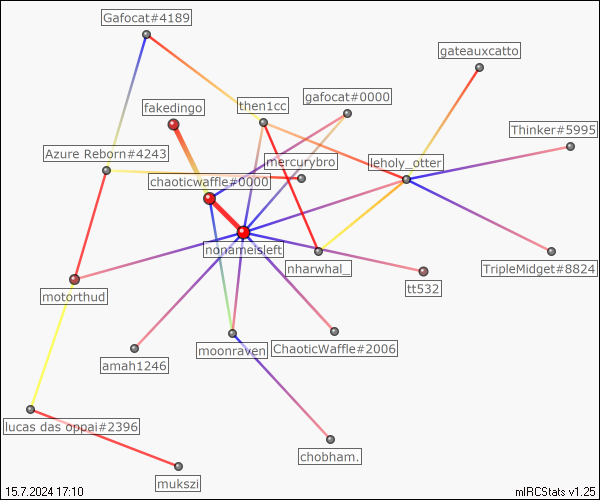 Gafocat#4189
gateauxcatto
gafocat#0000
fakedingo
then1cc
Thinker#5995
Azure Reborn#4243
mercurybro
leholy_otter
chaoticwaffle#0000
nonameisleft
nharwhal_
TripleMidget#8824
tt532
motorthud
moonraven
ChaoticWaffle#2006
amah1246
lucas das oppai#2396
chobham.
mukszi
15.7.2024 17:10
mIRCStats v1.25